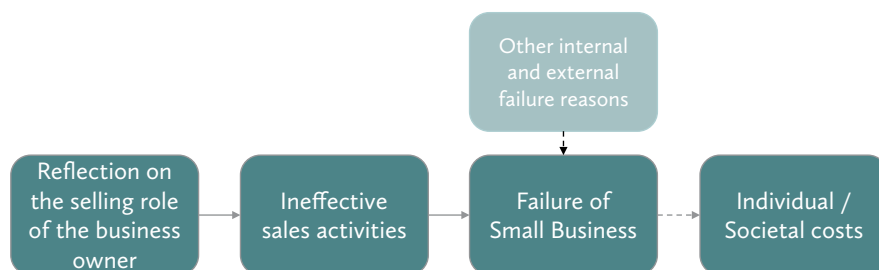 Other internal
and external
failure reasons
Reflection on
the selling role
of the business
owner
Ineffective
sales activities
Failure of
Small Business
Individual /
Societal costs